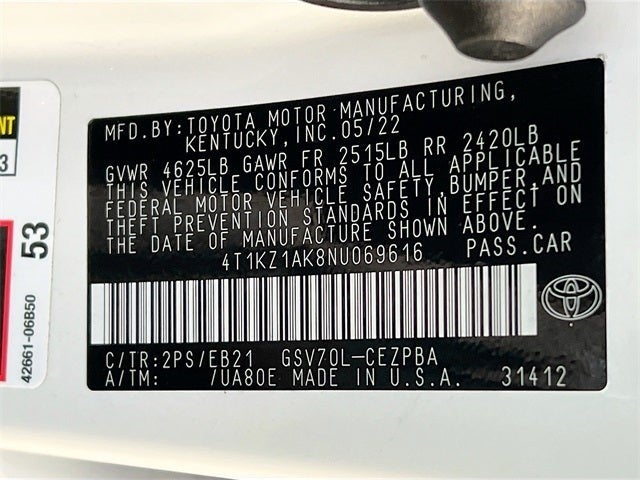 MFD.BY:TOYOTA MOTOR MANUFACTURING,
KENTUCKY,INC.05/22
GVWR 4625LB GAWR FR 2515LB RR 2420LB
THIS VEHICLE CONFORMS TO ALL APPLICABLE
FEDERAL MOTOR VEHICLE SAFETY,BUMPER,AND
THEFT PREVENTION STANDARDS IN EFFECT ON
THE DATE OF MANUFACTURE SHOWN ABOVE.
4T1KZ1AK8NU069616 PASS.CAR
C/TR:2PS/EB21 GSV70L-CEZPBA
A/TM: /UA80E MADE IN U.S.A. 31412
NT
3
53
42661-06B50